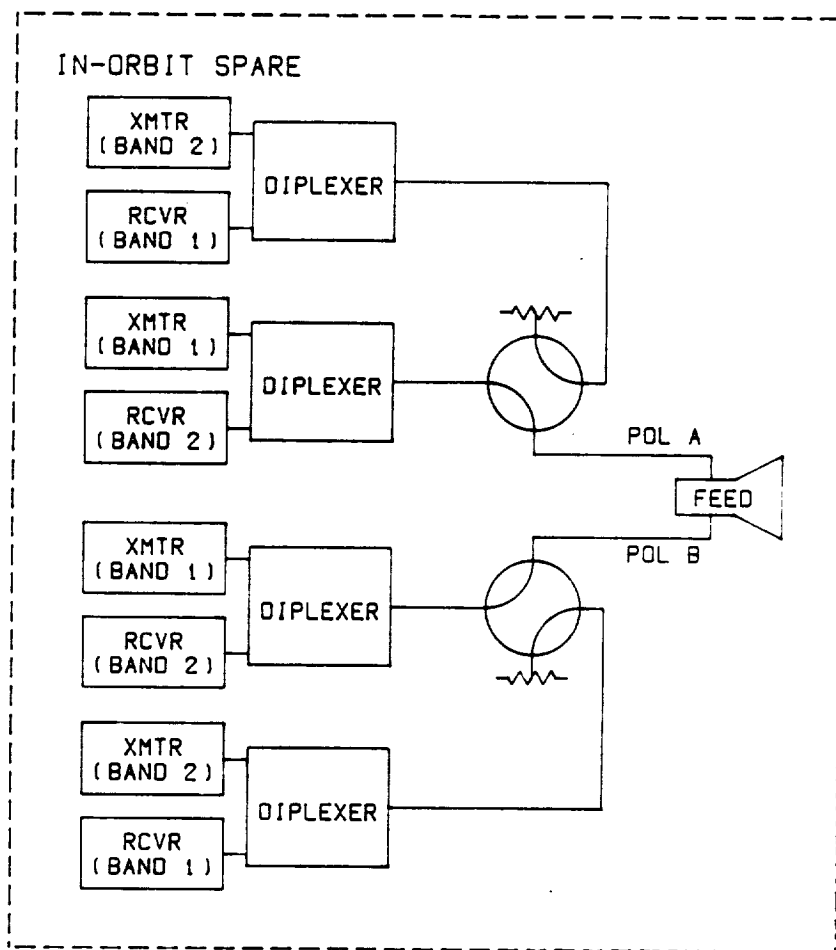 IN-ORBIT SPARE
XMTR
(BAND 2)
DIPLEXER
RCVR
(BAND 1)
XMTR
(BAND 1)
DIPLEXER
RCVR
(BAND 2)
POL A
FEED
POL B
XMTR
(BAND 1)
DIPLEXER
RCVR
(BAND 2)
XMTR
(BAND 2)
DIPLEXER
RCVR
(BAND 1)